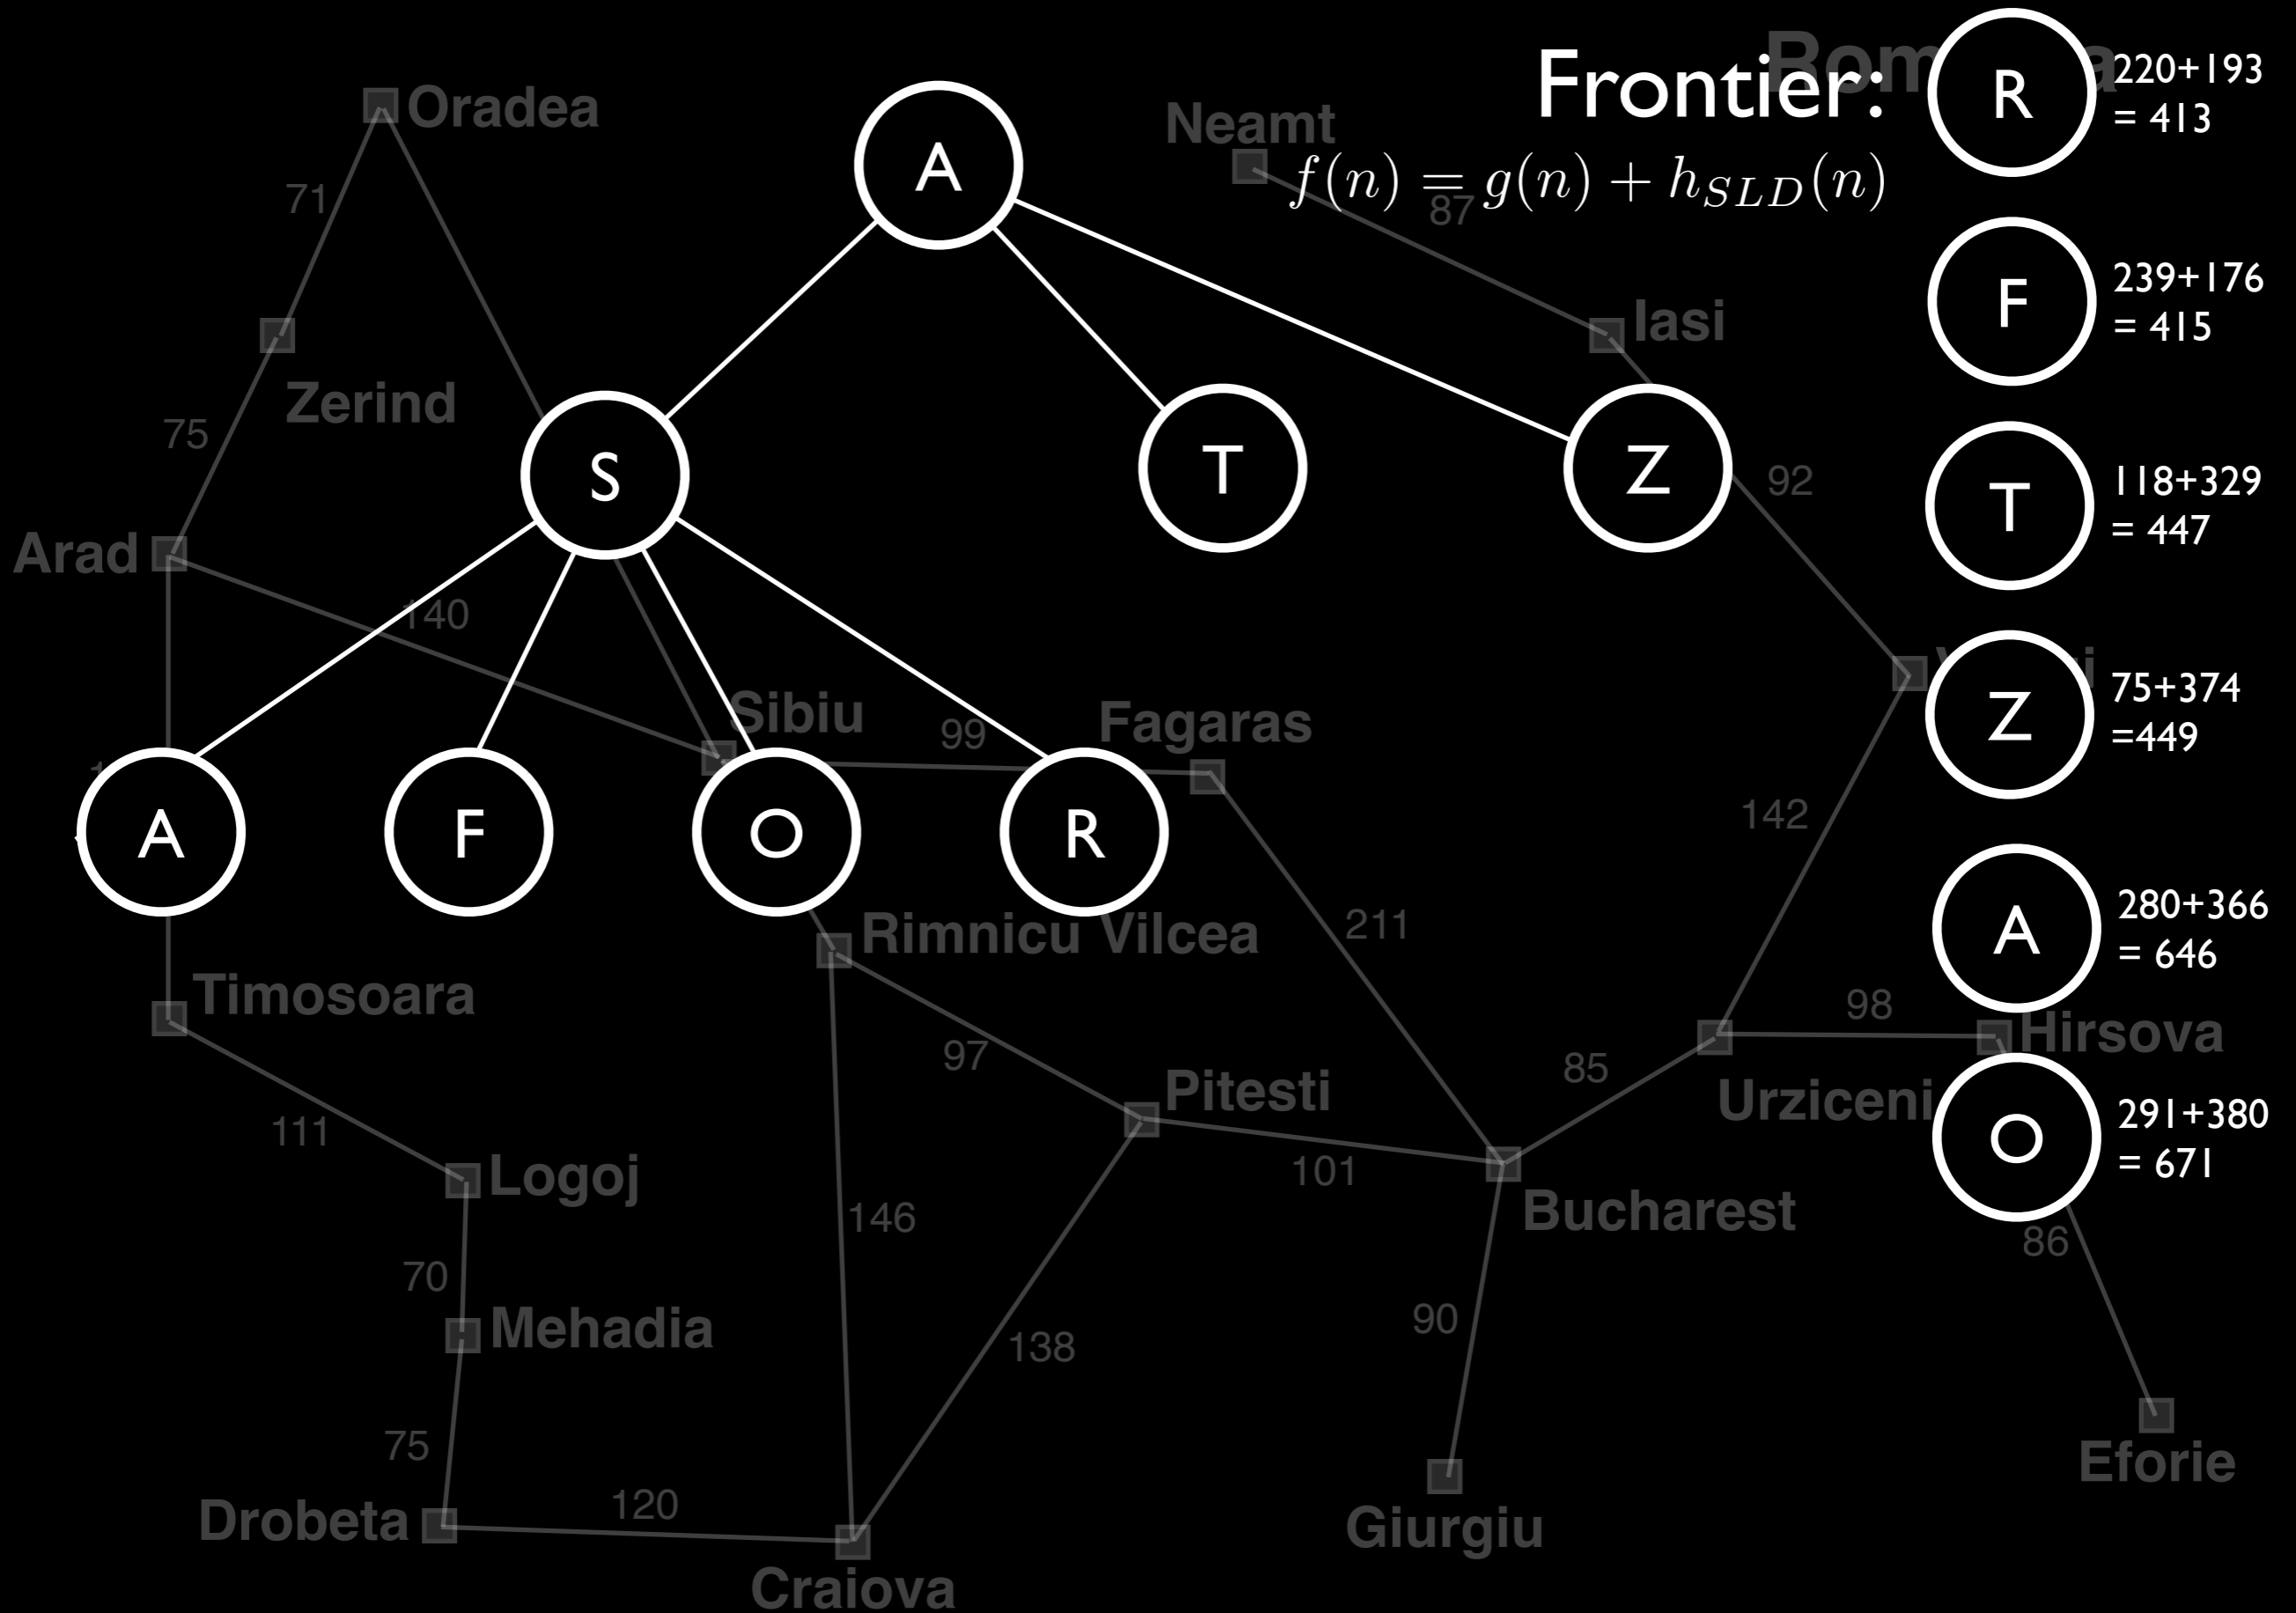 Oradea
Neamt
Frontier:
R
220+193
= 413
f(n) = g(n) + h_{SLD}(n)
A
71
87
F
239+176
= 415
Iasi
Zerind
75
S
T
Z
92
T
118+329
= 447
Arad
140
Sibiu
99
Fagaras
Z
75+374
=449
A
F
O
R
142
Rimnicu Vilcea
211
A
280+366
= 646
Timosoara
98
Hirsova
97
Pitesti
85
Urziceni
O
291+380
= 671
111
Logoj
101
Bucharest
146
86
70
Mehadia
90
138
75
Eforie
Drobeta
120
Giurgiu
Craiova